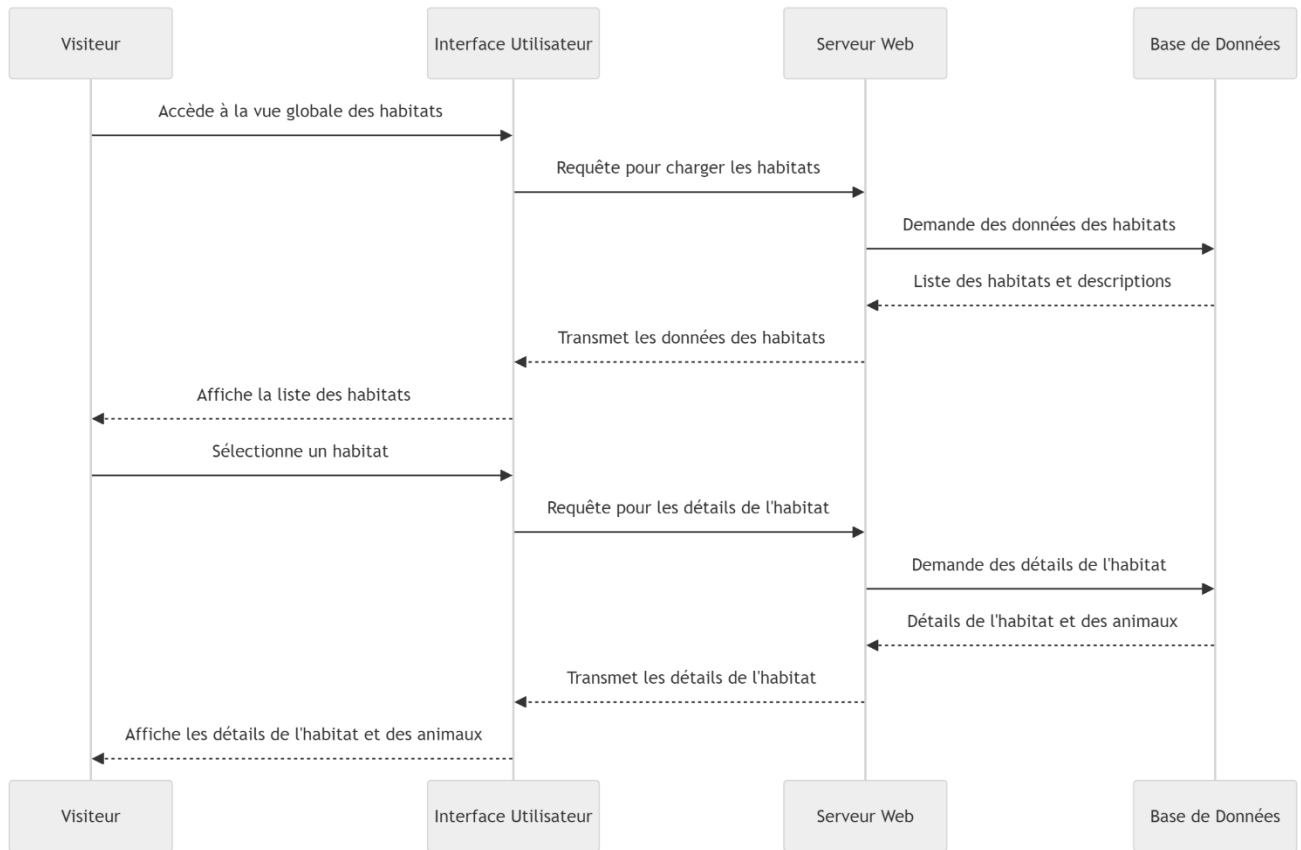 Visiteur
Interface Utilisateur
Serveur Web
Base de Données
Accède à la vue globale des habitats
Requête pour charger les habitats
Demande des données des habitats
Liste des habitats et descriptions
Transmet les données des habitats
Affiche la liste des habitats
Sélectionne un habitat
Requête pour les détails de l'habitat
Demande des détails de l'habitat
Détails de l'habitat et des animaux
Transmet les détails de l'habitat
Affiche les détails de l'habitat et des animaux
Visiteur
Interface Utilisateur
Serveur Web
Base de Données